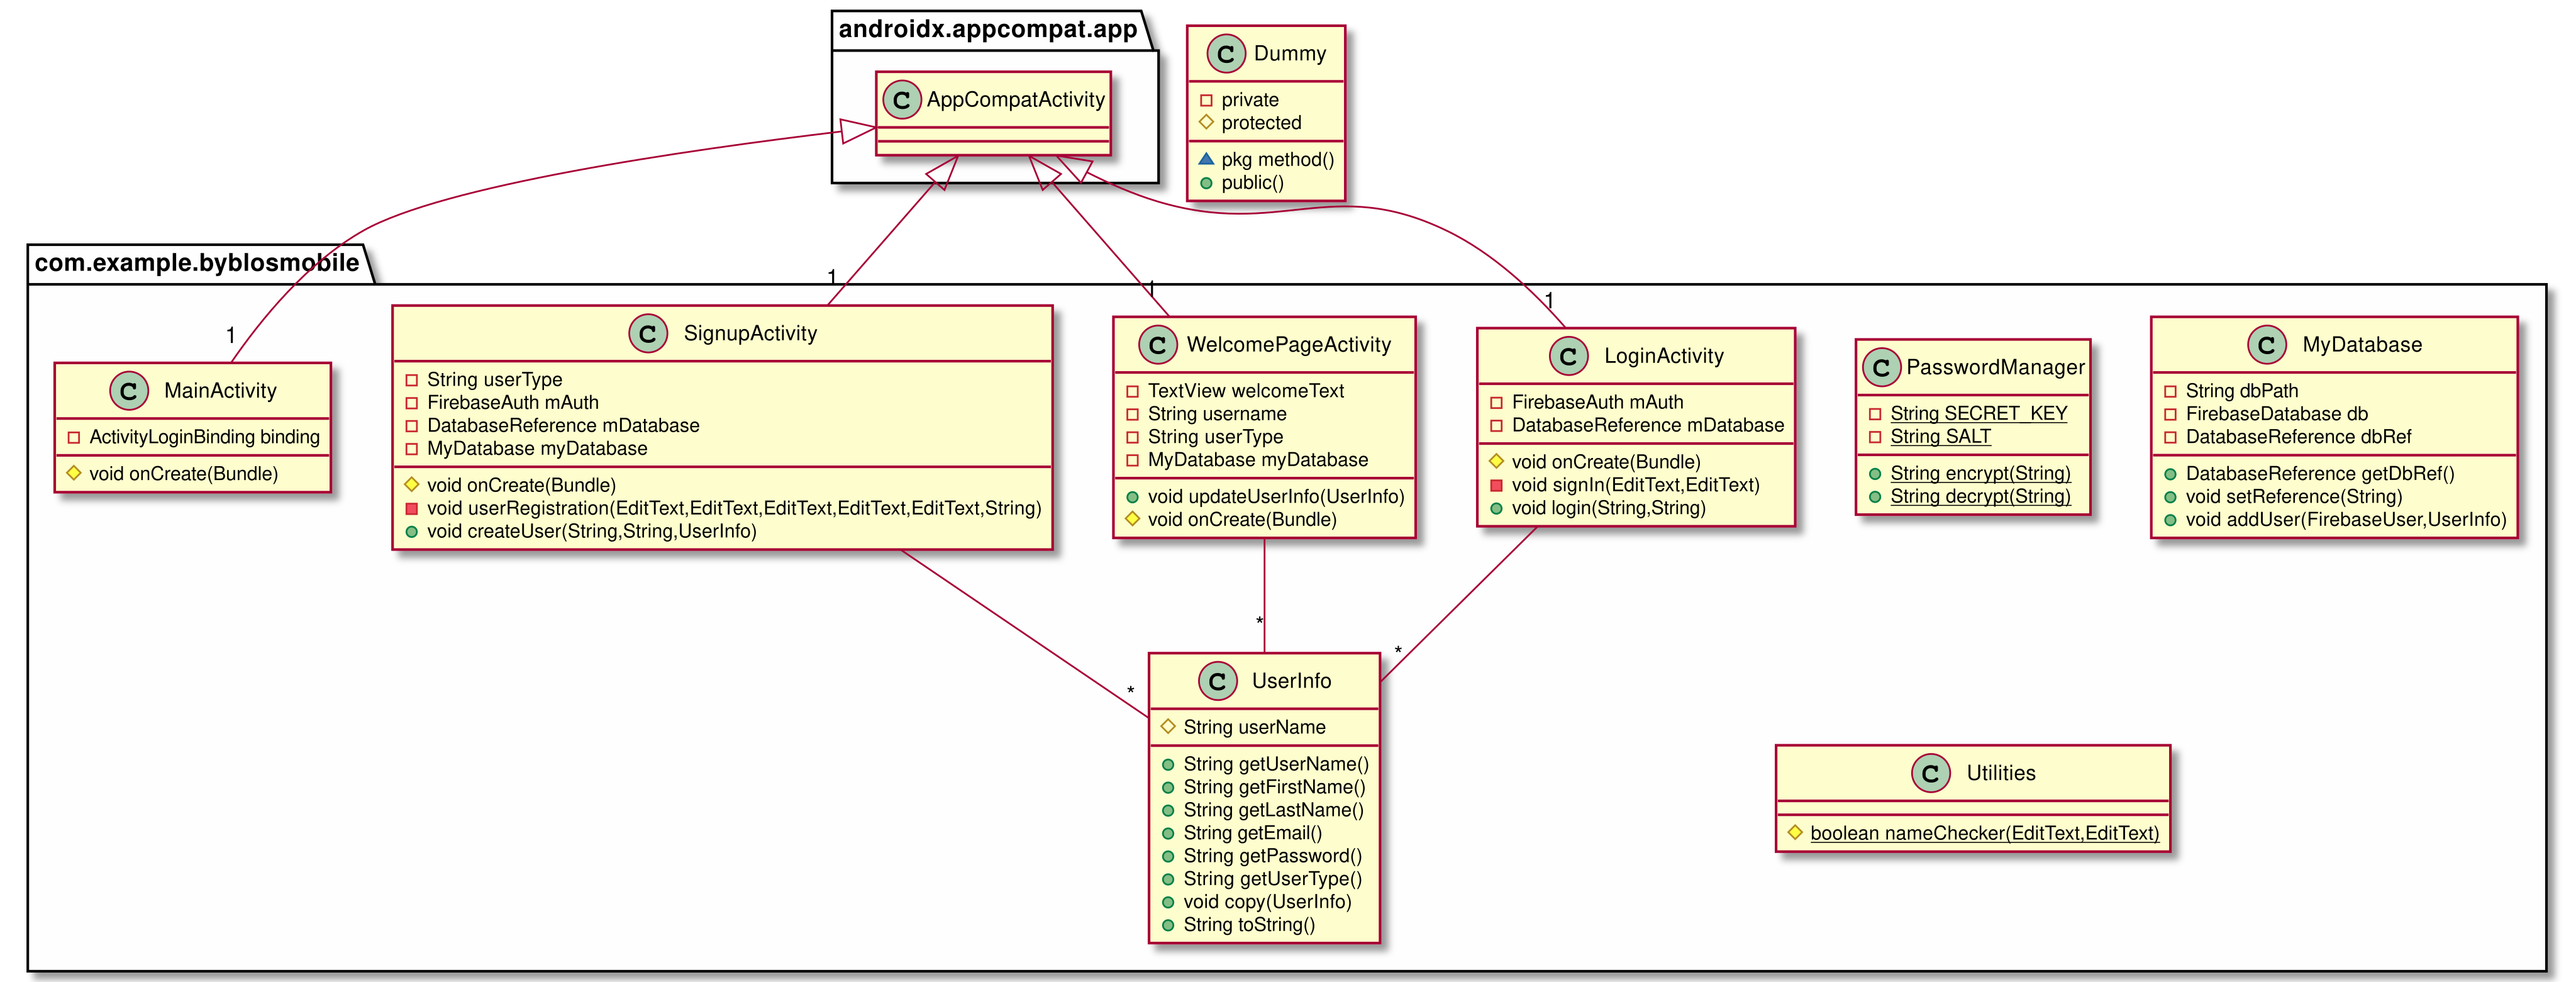 androidx.appcompat.app
C AppCompatActivity
C Dummy
private
protected
pkg method()
public()
com.example.byblosmobile
1
1
1
1
C MainActivity
ActivityLoginBinding binding
void onCreate(Bundle)
C SignupActivity
String userType
FirebaseAuth mAuth
DatabaseReference mDatabase
MyDatabase myDatabase
void onCreate(Bundle)
void userRegistration(EditText,EditText,EditText,EditText,EditText,String)
void createUser(String,String,UserInfo)
C WelcomePageActivity
TextView welcomeText
String username
String userType
MyDatabase myDatabase
void updateUserInfo(UserInfo)
void onCreate(Bundle)
C LoginActivity
FirebaseAuth mAuth
DatabaseReference mDatabase
void onCreate(Bundle)
void signIn(EditText,EditText)
void login(String,String)
C PasswordManager
String SECRET_KEY
String SALT
String encrypt(String)
String decrypt(String)
C MyDatabase
String dbPath
FirebaseDatabase db
DatabaseReference dbRef
DatabaseReference getDbRef()
void setReference(String)
void addUser(FirebaseUser,UserInfo)
*
*
*
C UserInfo
String userName
String getUserName()
String getFirstName()
String getLastName()
String getEmail()
String getPassword()
String getUserType()
void copy(UserInfo)
String toString()
C Utilities
boolean nameChecker(EditText,EditText)